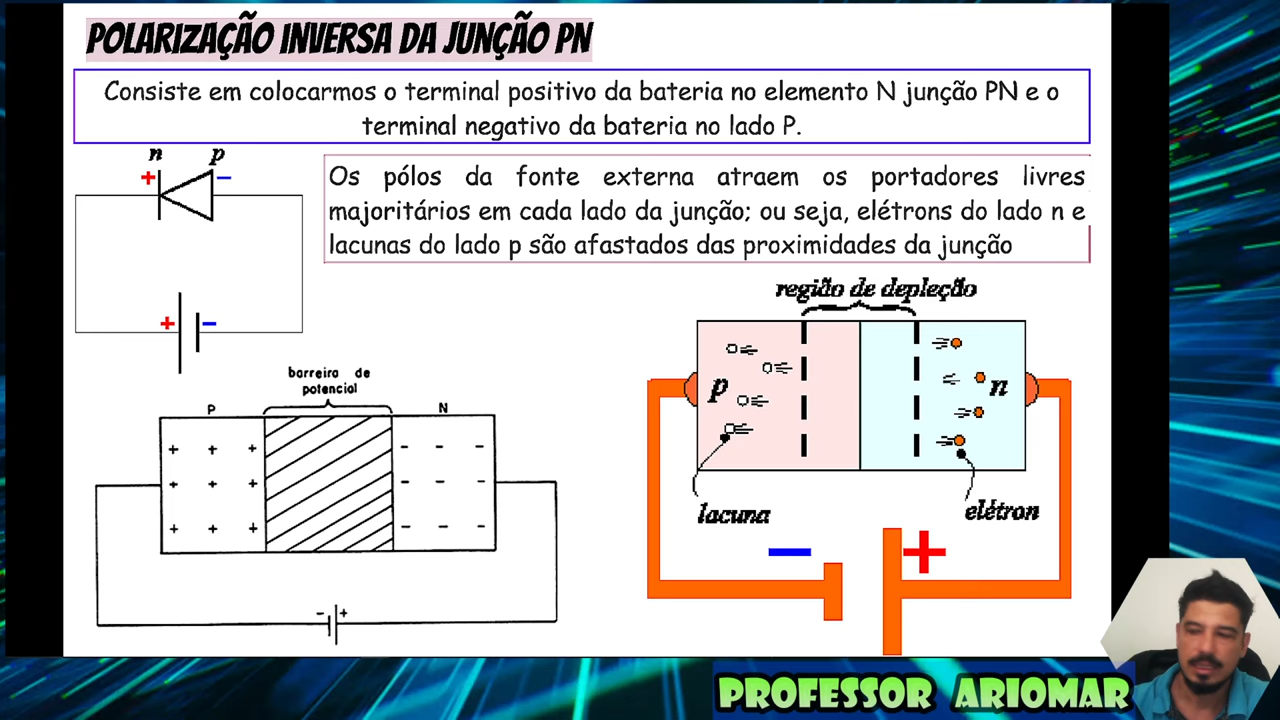 POLARIZAÇÃO INVERSA DA JUNÇÃO PN
Consiste em colocarmos o terminal positivo da bateria no elemento N junção PN e o
terminal negativo da bateria no lado P.
n p
+ −
+ −
Os pólos da fonte externa atraem os portadores livres
majoritários em cada lado da junção; ou seja, elétrons do lado n e
lacunas do lado p são afastados das proximidades da junção
barreira de
potencial
P N
+ + + − − −
+ + + − − −
+ + + − − −
− +
região de depleção
p n
lacuna elétron
− +
PROFESSOR ARIOMAR